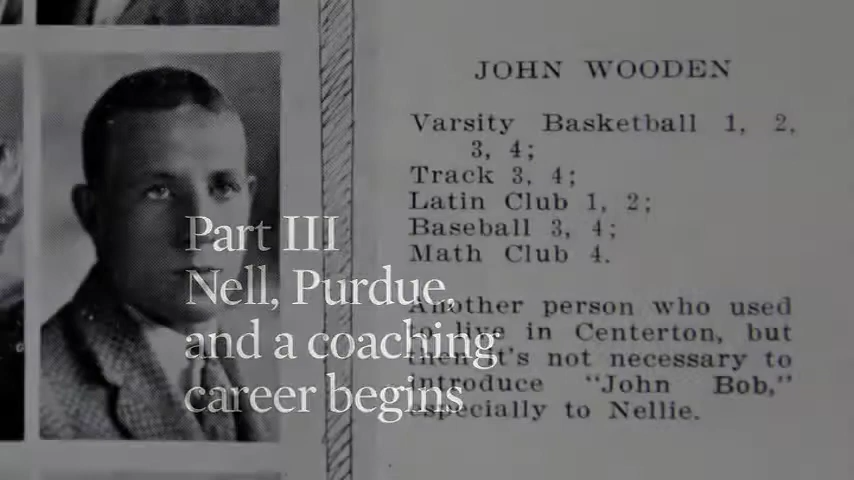 JOHN WOODEN
Varsity Basketball 1, 2,
3, 4;
Track 3, 4;
Latin Club 1, 2;
Baseball 3, 4;
Math Club 4.
Another person who used
to live in Centerton, but
then it's not necessary to
introduce "John Bob,"
especially to Nellie.
Part III
Nell, Purdue,
and a coaching
career begins